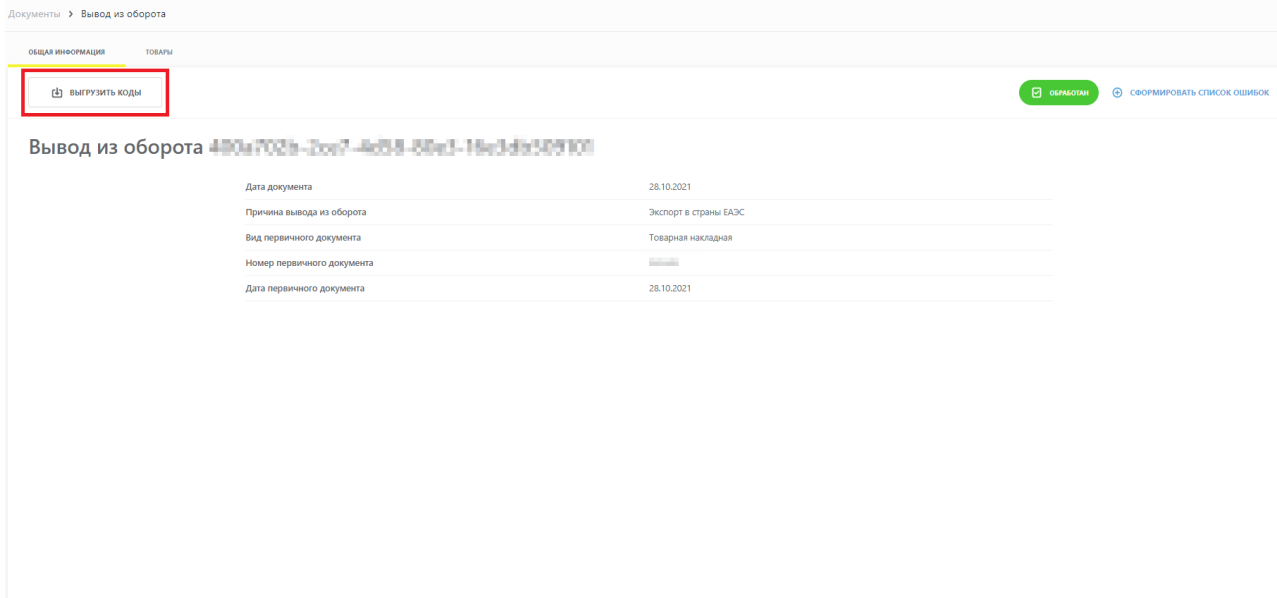 Документы > Вывод из оборота
ОБЩАЯ ИНФОРМАЦИЯ ТОВАРЫ
ВЫГРУЗИТЬ КОДЫ ОБРАБОТАН СФОРМИРОВАТЬ СПИСОК ОШИБОК
Вывод из оборота
Дата документа 28.10.2021
Причина вывода из оборота Экспорт в страны ЕАЭС
Вид первичного документа Товарная накладная
Номер первичного документа
Дата первичного документа 28.10.2021